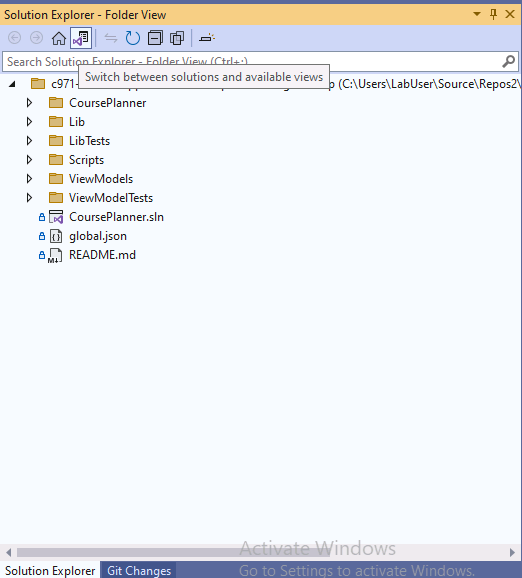 Solution Explorer - Folder View
Search Solution Explorer - Folder View (Ctrl+;)
Switch between solutions and available views
c971- p (C:\Users\LabUser\Source\Repos2\
CoursePlanner
Lib
LibTests
Scripts
ViewModels
ViewModelTests
CoursePlanner.sln
global.json
README.md
Activate Windows
Go to Settings to activate Windows.
Solution Explorer
Git Changes